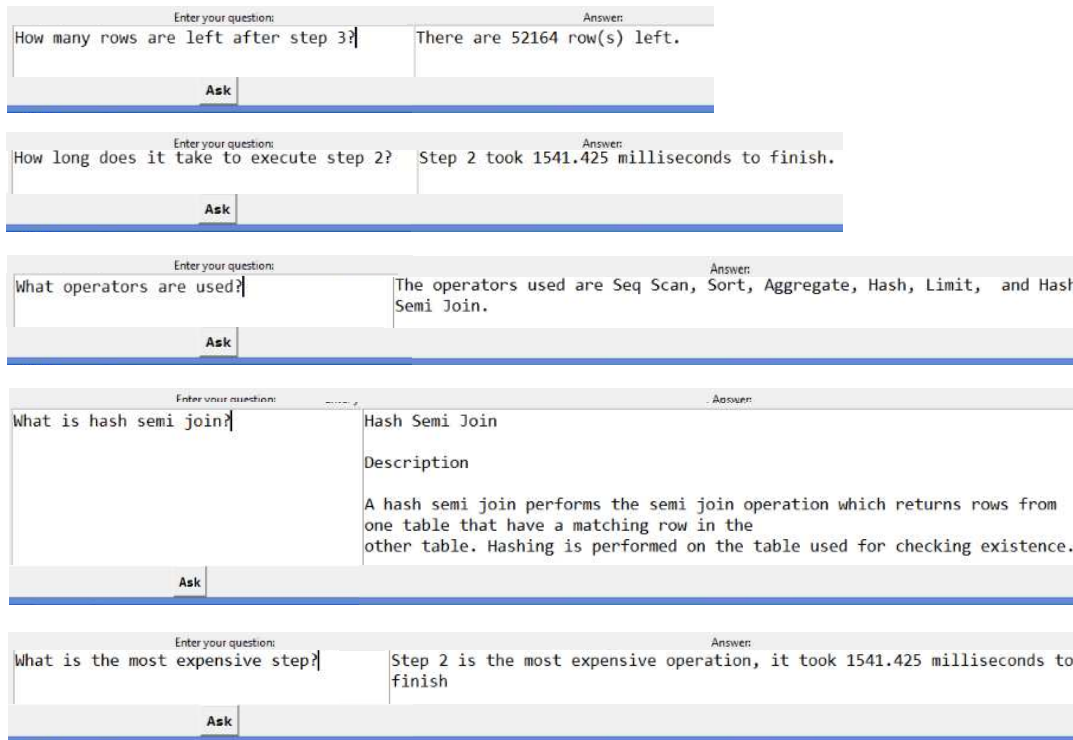 Enter your question:
Answer:
How many rows are left after step 3?
There are 52164 row(s) left.
Ask
Enter your question:
Answer:
How long does it take to execute step 2?
Step 2 took 1541.425 milliseconds to finish.
Ask
Enter your question:
Answer:
What operators are used?
The operators used are Seq Scan, Sort, Aggregate, Hash, Limit,  and Hash
Semi Join.
Ask
Enter your question:
Answer:
What is hash semi join?
Hash Semi Join
Description
A hash semi join performs the semi join operation which returns rows from
one table that have a matching row in the
other table. Hashing is performed on the table used for checking existence.
Ask
Enter your question:
Answer:
What is the most expensive step?
Step 2 is the most expensive operation, it took 1541.425 milliseconds to
finish
Ask